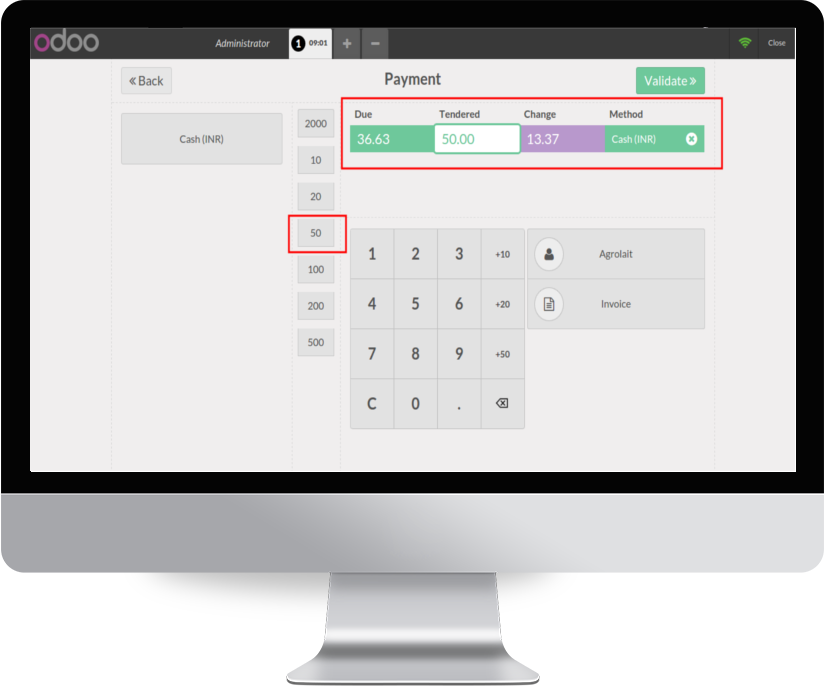 odoo Administrator 1 09:01 + − Close
« Back Payment Validate »
Cash (INR)
2000
10
20
50
100
200
500
Due Tendered Change Method
36.63 50.00 13.37 Cash (INR)
1 2 3 +10
4 5 6 +20
7 8 9 +50
C 0 .
Agrolait
Invoice